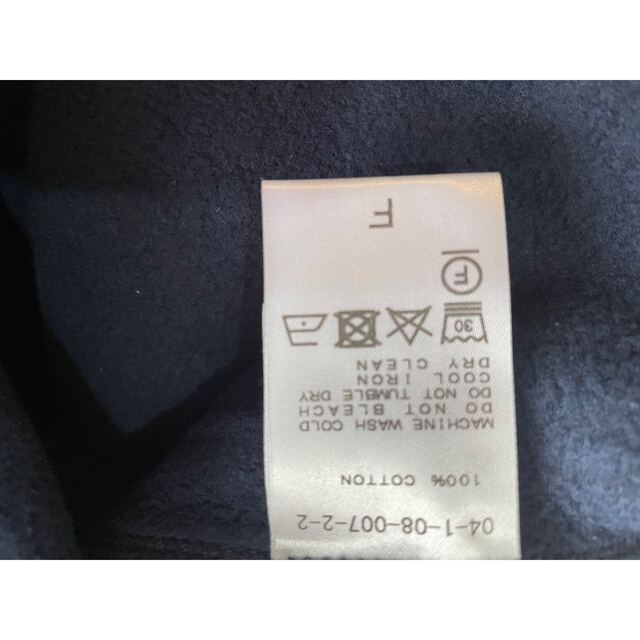 04-1-08-007-2-2
100% COTTON
MACHINE WASH COLD
DO NOT BLEACH
DO NOT TUMBLE DRY
COOL IRON
DRY CLEAN
30
F
F